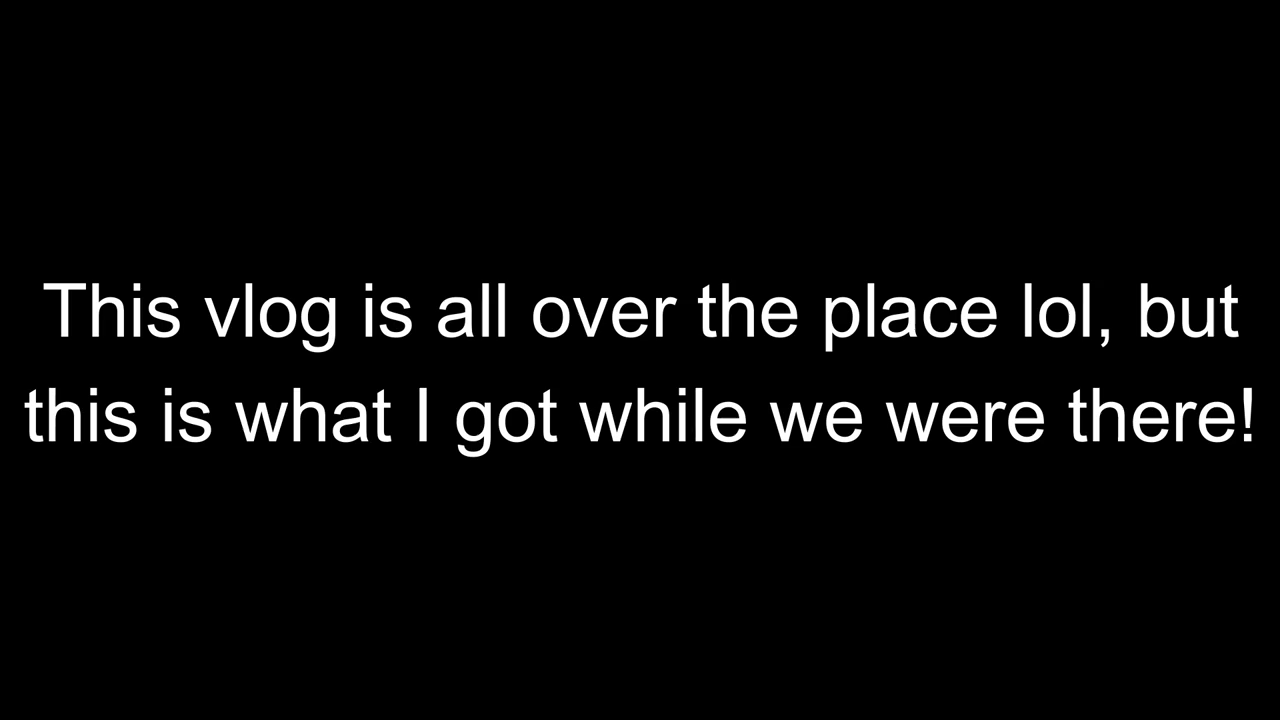 This vlog is all over the place lol, but
this is what I got while we were there!